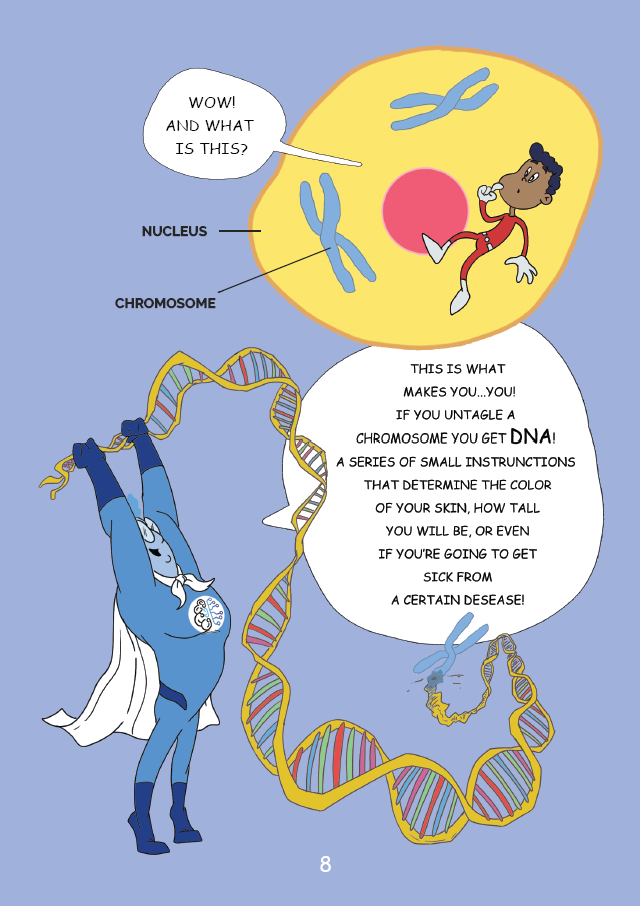 WOW!
AND WHAT
IS THIS?
NUCLEUS
CHROMOSOME
THIS IS WHAT
MAKES YOU...YOU!
IF YOU UNTAGLE A
CHROMOSOME YOU GET DNA!
A SERIES OF SMALL INSTRUNCTIONS
THAT DETERMINE THE COLOR
OF YOUR SKIN, HOW TALL
YOU WILL BE, OR EVEN
IF YOU'RE GOING TO GET
SICK FROM
A CERTAIN DESEASE!
8